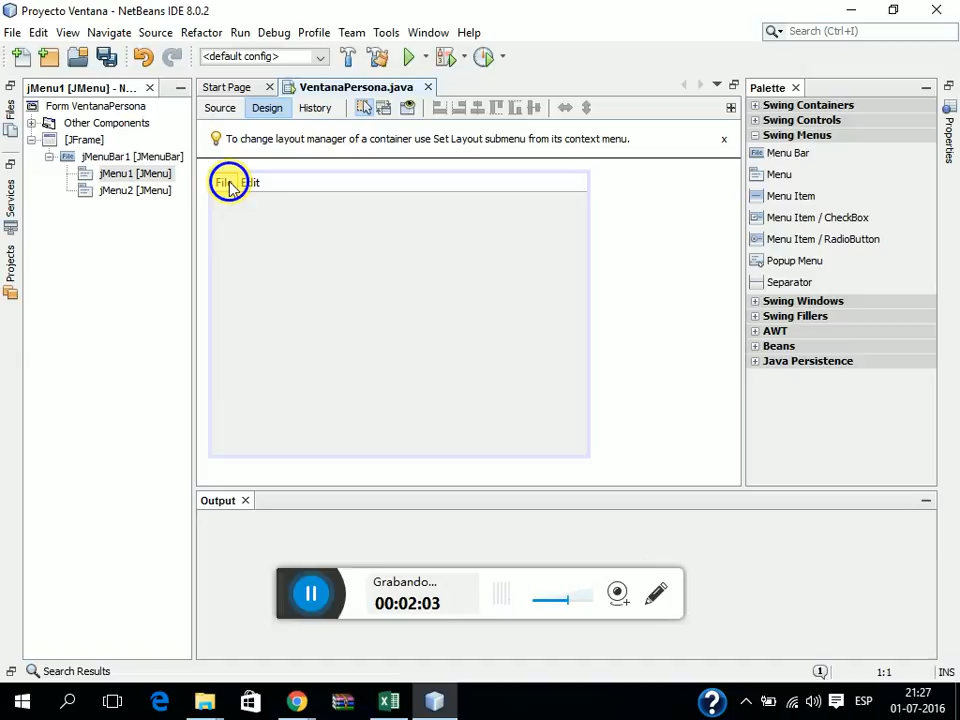 Proyecto Ventana - NetBeans IDE 8.0.2
File Edit View Navigate Source Refactor Run Debug Profile Team Tools Window Help
Search (Ctrl+I)
<default config>
jMenu1 [JMenu] - N...
Start Page
VentanaPersona.java
Palette
Files
Services
Projects
Properties
Form VentanaPersona
Other Components
[JFrame]
jMenuBar1 [JMenuBar]
jMenu1 [JMenu]
jMenu2 [JMenu]
Source Design History
To change layout manager of a container use Set Layout submenu from its context menu.
x
File Edit
Swing Containers
Swing Controls
Swing Menus
Menu Bar
Menu
Menu Item
Menu Item / CheckBox
Menu Item / RadioButton
Popup Menu
Separator
Swing Windows
Swing Fillers
AWT
Beans
Java Persistence
Output
Grabando...
00:02:03
Search Results
1
1:1
INS
ESP
21:27
01-07-2016